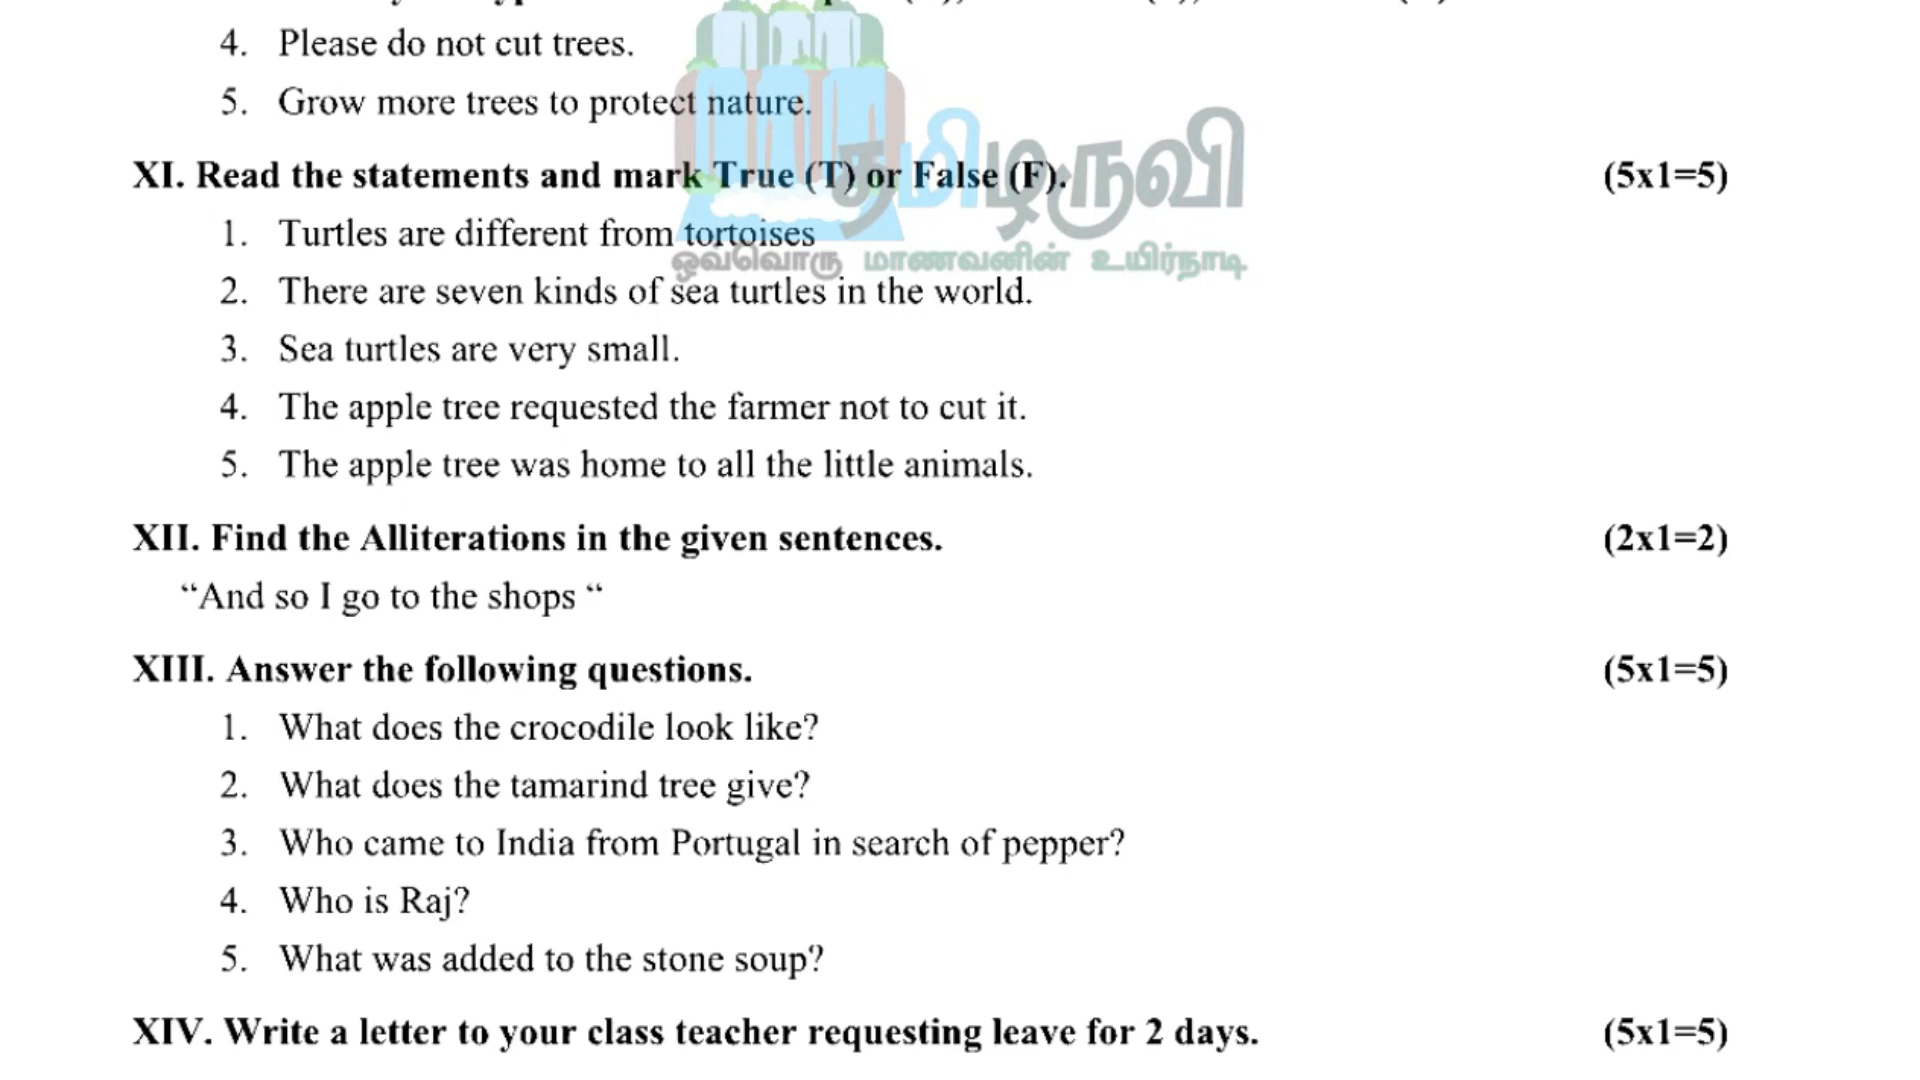 4. Please do not cut trees.
5. Grow more trees to protect nature.
தமிழருவி
XI. Read the statements and mark True (T) or False (F). (5x1=5)
1. Turtles are different from tortoises
ஒவ்வொரு மாணவனின் உயிர்நாடி
2. There are seven kinds of sea turtles in the world.
3. Sea turtles are very small.
4. The apple tree requested the farmer not to cut it.
5. The apple tree was home to all the little animals.
XII. Find the Alliterations in the given sentences. (2x1=2)
“And so I go to the shops “
XIII. Answer the following questions. (5x1=5)
1. What does the crocodile look like?
2. What does the tamarind tree give?
3. Who came to India from Portugal in search of pepper?
4. Who is Raj?
5. What was added to the stone soup?
XIV. Write a letter to your class teacher requesting leave for 2 days. (5x1=5)